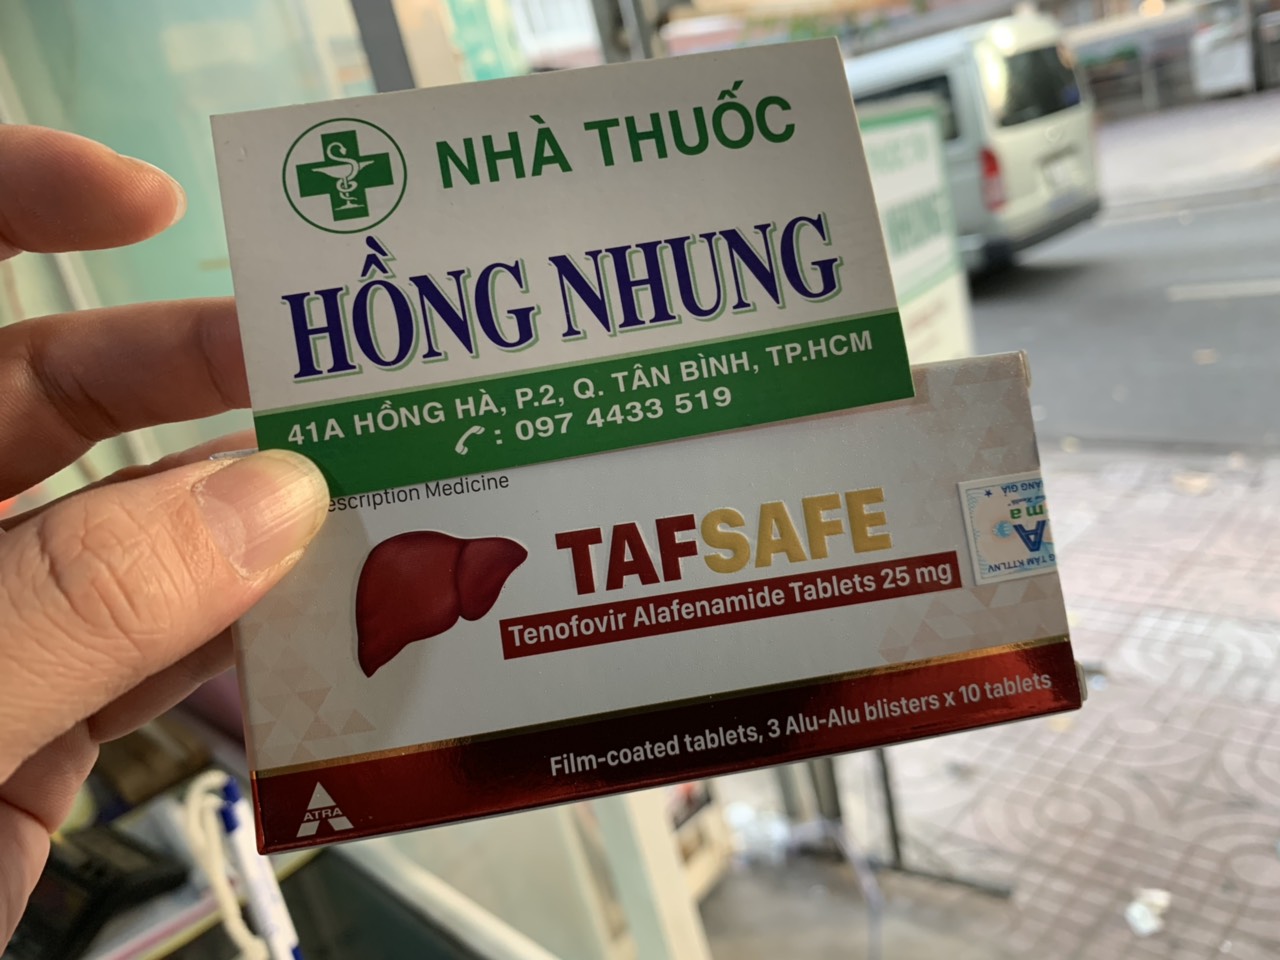 NHÀ THUỐC
HỒNG NHUNG
41A HỒNG HÀ, P.2, Q. TÂN BÌNH, TP.HCM
: 097 4433 519
escription Medicine
TAFSAFE
Tenofovir Alafenamide Tablets 25 mg
Film-coated tablets, 3 Alu-Alu blisters x 10 tablets
ATRA
NHUNG